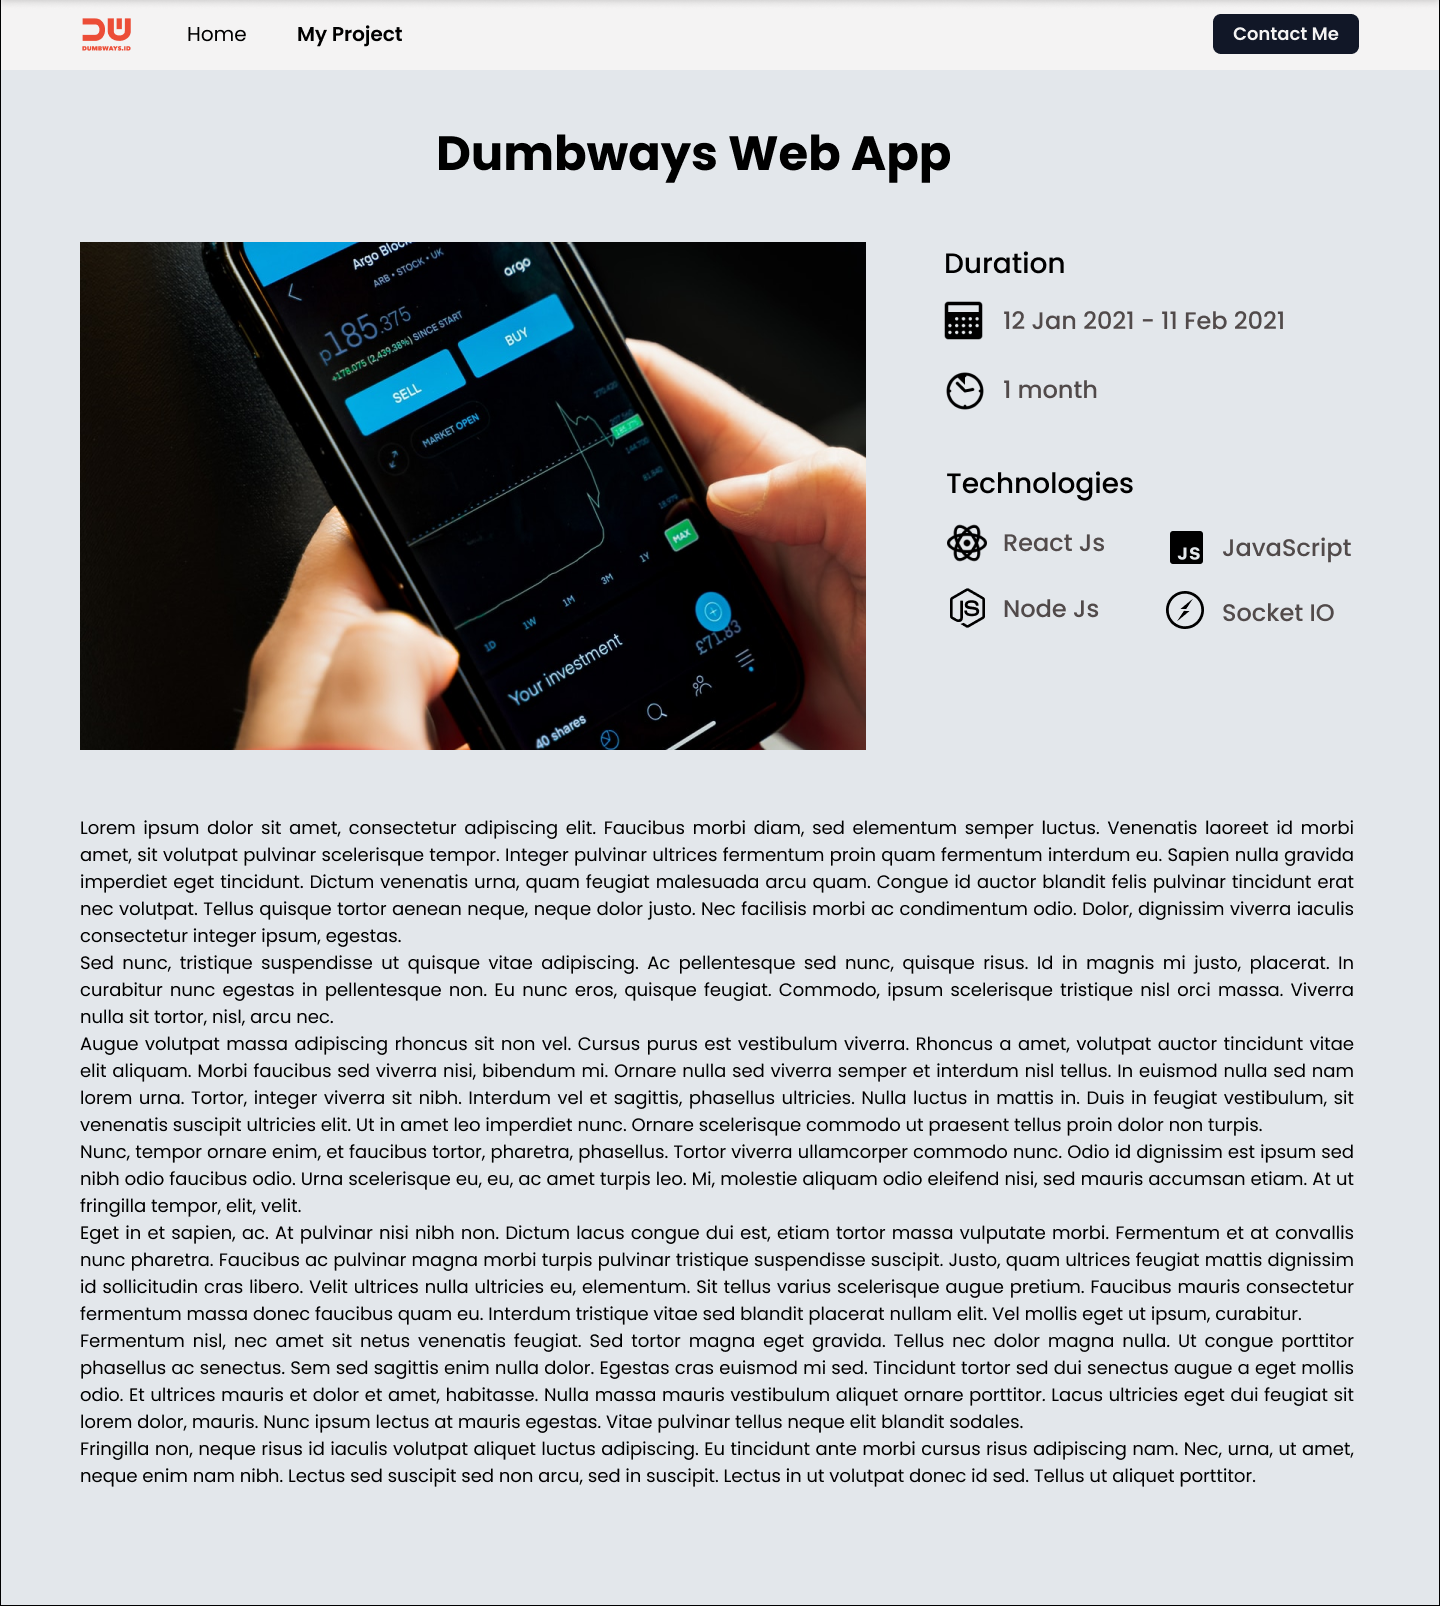 DUMBWAYS.ID
Home
My Project
Contact Me
Dumbways Web App
Argo Block
ARB • STOCK • UK
argo
p185.375
+178.075 (2,439.38%) SINCE START
SELL
BUY
MARKET OPEN
MAX
1D
1W
1M
3M
1Y
Your investment
£71.83
40 shares
Duration
12 Jan 2021 - 11 Feb 2021
1 month
Technologies
React Js
JS JavaScript
JS Node Js
Socket IO
Lorem ipsum dolor sit amet, consectetur adipiscing elit. Faucibus morbi diam, sed elementum semper luctus. Venenatis laoreet id morbi
amet, sit volutpat pulvinar scelerisque tempor. Integer pulvinar ultrices fermentum proin quam fermentum interdum eu. Sapien nulla gravida
imperdiet eget tincidunt. Dictum venenatis urna, quam feugiat malesuada arcu quam. Congue id auctor blandit felis pulvinar tincidunt erat
nec volutpat. Tellus quisque tortor aenean neque, neque dolor justo. Nec facilisis morbi ac condimentum odio. Dolor, dignissim viverra iaculis
consectetur integer ipsum, egestas.
Sed nunc, tristique suspendisse ut quisque vitae adipiscing. Ac pellentesque sed nunc, quisque risus. Id in magnis mi justo, placerat. In
curabitur nunc egestas in pellentesque non. Eu nunc eros, quisque feugiat. Commodo, ipsum scelerisque tristique nisl orci massa. Viverra
nulla sit tortor, nisl, arcu nec.
Augue volutpat massa adipiscing rhoncus sit non vel. Cursus purus est vestibulum viverra. Rhoncus a amet, volutpat auctor tincidunt vitae
elit aliquam. Morbi faucibus sed viverra nisi, bibendum mi. Ornare nulla sed viverra semper et interdum nisl tellus. In euismod nulla sed nam
lorem urna. Tortor, integer viverra sit nibh. Interdum vel et sagittis, phasellus ultricies. Nulla luctus in mattis in. Duis in feugiat vestibulum, sit
venenatis suscipit ultricies elit. Ut in amet leo imperdiet nunc. Ornare scelerisque commodo ut praesent tellus proin dolor non turpis.
Nunc, tempor ornare enim, et faucibus tortor, pharetra, phasellus. Tortor viverra ullamcorper commodo nunc. Odio id dignissim est ipsum sed
nibh odio faucibus odio. Urna scelerisque eu, eu, ac amet turpis leo. Mi, molestie aliquam odio eleifend nisi, sed mauris accumsan etiam. At ut
fringilla tempor, elit, velit.
Eget in et sapien, ac. At pulvinar nisi nibh non. Dictum lacus congue dui est, etiam tortor massa vulputate morbi. Fermentum et at convallis
nunc pharetra. Faucibus ac pulvinar magna morbi turpis pulvinar tristique suspendisse suscipit. Justo, quam ultrices feugiat mattis dignissim
id sollicitudin cras libero. Velit ultrices nulla ultricies eu, elementum. Sit tellus varius scelerisque augue pretium. Faucibus mauris consectetur
fermentum massa donec faucibus quam eu. Interdum tristique vitae sed blandit placerat nullam elit. Vel mollis eget ut ipsum, curabitur.
Fermentum nisl, nec amet sit netus venenatis feugiat. Sed tortor magna eget gravida. Tellus nec dolor magna nulla. Ut congue porttitor
phasellus ac senectus. Sem sed sagittis enim nulla dolor. Egestas cras euismod mi sed. Tincidunt tortor sed dui senectus augue a eget mollis
odio. Et ultrices mauris et dolor et amet, habitasse. Nulla massa mauris vestibulum aliquet ornare porttitor. Lacus ultricies eget dui feugiat sit
lorem dolor, mauris. Nunc ipsum lectus at mauris egestas. Vitae pulvinar tellus neque elit blandit sodales.
Fringilla non, neque risus id iaculis volutpat aliquet luctus adipiscing. Eu tincidunt ante morbi cursus risus adipiscing nam. Nec, urna, ut amet,
neque enim nam nibh. Lectus sed suscipit sed non arcu, sed in suscipit. Lectus in ut volutpat donec id sed. Tellus ut aliquet porttitor.